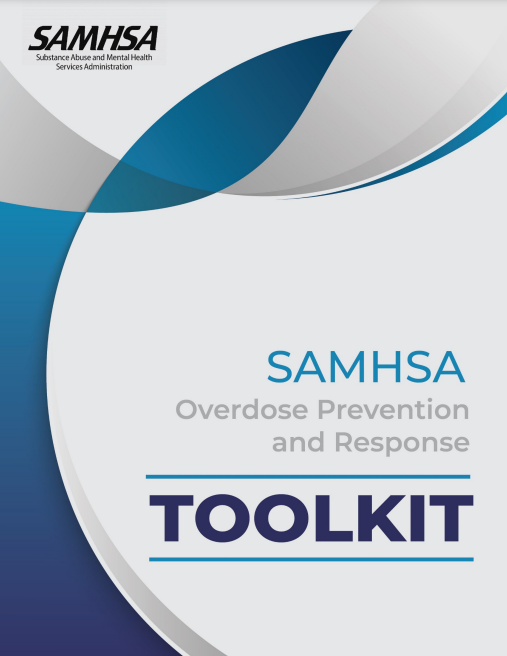 SAMHSA
Substance Abuse and Mental Health
Services Administration
SAMHSA
Overdose Prevention
and Response
TOOLKIT